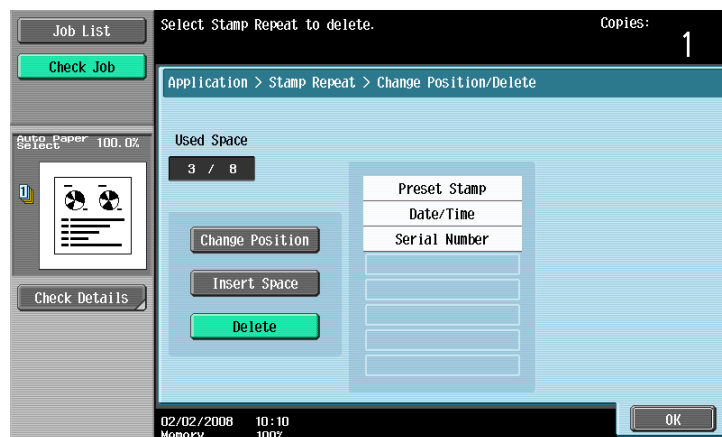 Job List
Check Job
Select Stamp Repeat to delete.
Copies:
1
Application > Stamp Repeat > Change Position/Delete
Auto Paper Select 100.0%
1
Check Details
Used Space
3 / 8
Change Position
Insert Space
Delete
Preset Stamp
Date/Time
Serial Number
02/02/2008 10:10
Memory 100%
OK